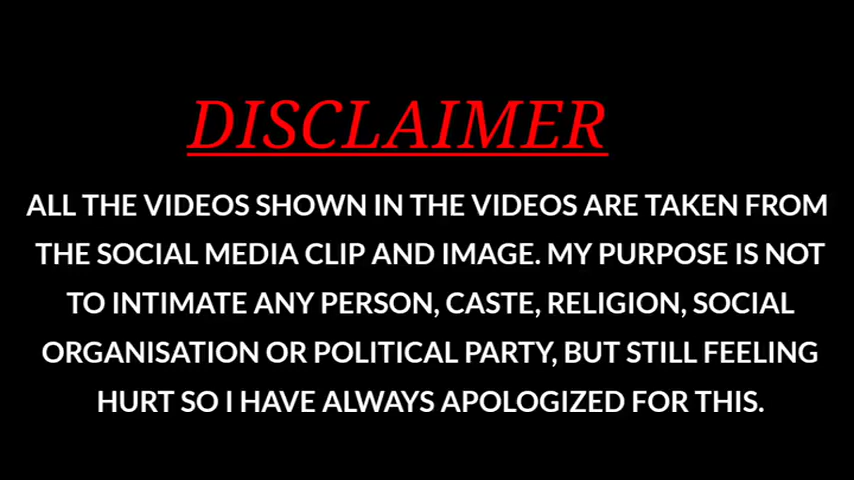 DISCLAIMER
ALL THE VIDEOS SHOWN IN THE VIDEOS ARE TAKEN FROM
THE SOCIAL MEDIA CLIP AND IMAGE. MY PURPOSE IS NOT
TO INTIMATE ANY PERSON, CASTE, RELIGION, SOCIAL
ORGANISATION OR POLITICAL PARTY, BUT STILL FEELING
HURT SO I HAVE ALWAYS APOLOGIZED FOR THIS.